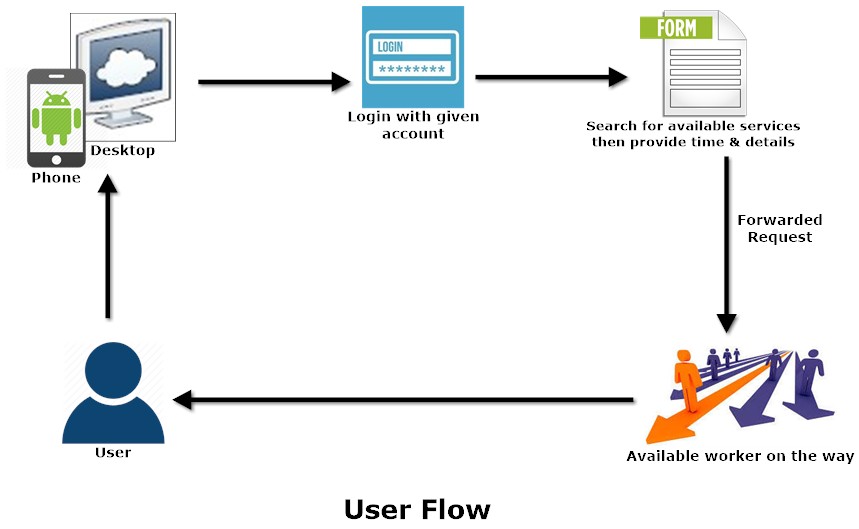 FORM
LOGIN
********
Login with given
account
Search for available services
then provide time & details
Desktop
Phone
Forwarded
Request
User
Available worker on the way
User Flow